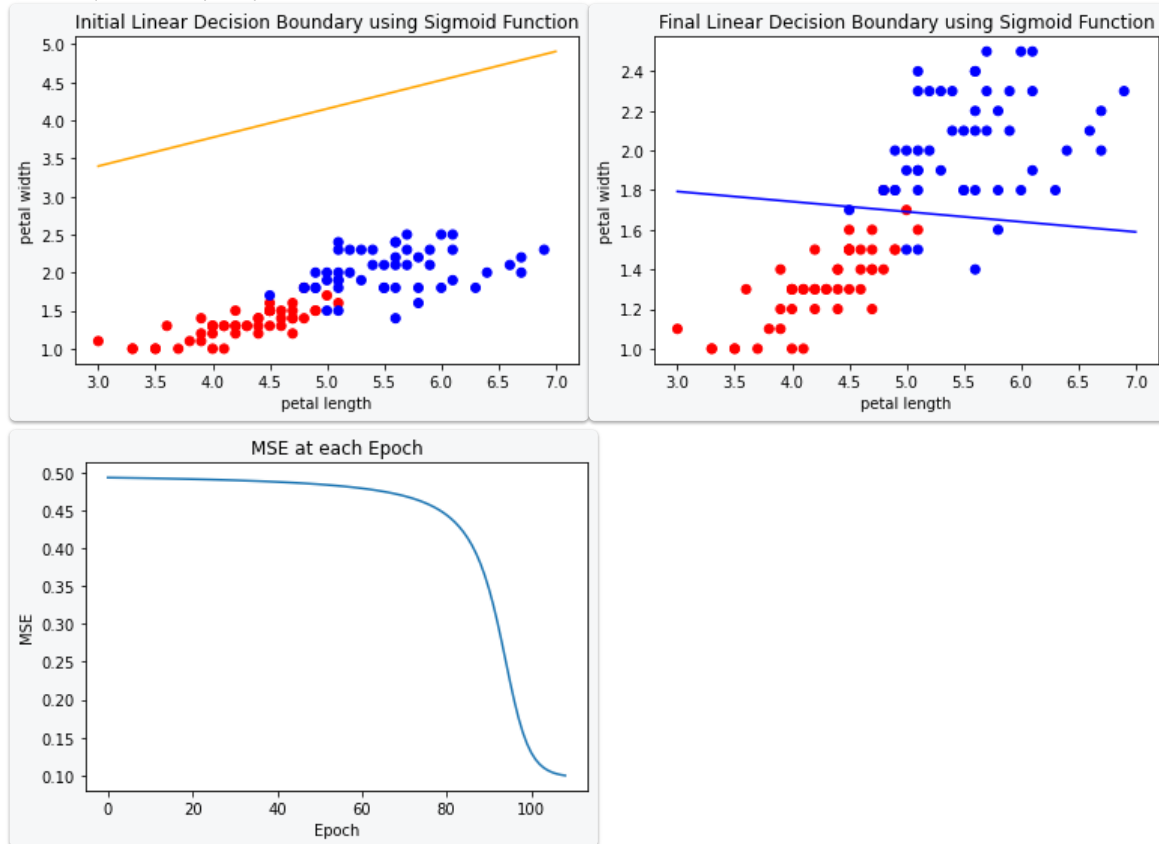 Initial Linear Decision Boundary using Sigmoid Function
5.0
4.5
4.0
3.5
3.0
2.5
2.0
1.5
1.0
petal width
3.0 3.5 4.0 4.5 5.0 5.5 6.0 6.5 7.0
petal length
Final Linear Decision Boundary using Sigmoid Function
2.4
2.2
2.0
1.8
1.6
1.4
1.2
1.0
petal width
3.0 3.5 4.0 4.5 5.0 5.5 6.0 6.5 7.0
petal length
MSE at each Epoch
0.50
0.45
0.40
0.35
0.30
0.25
0.20
0.15
0.10
MSE
0 20 40 60 80 100
Epoch